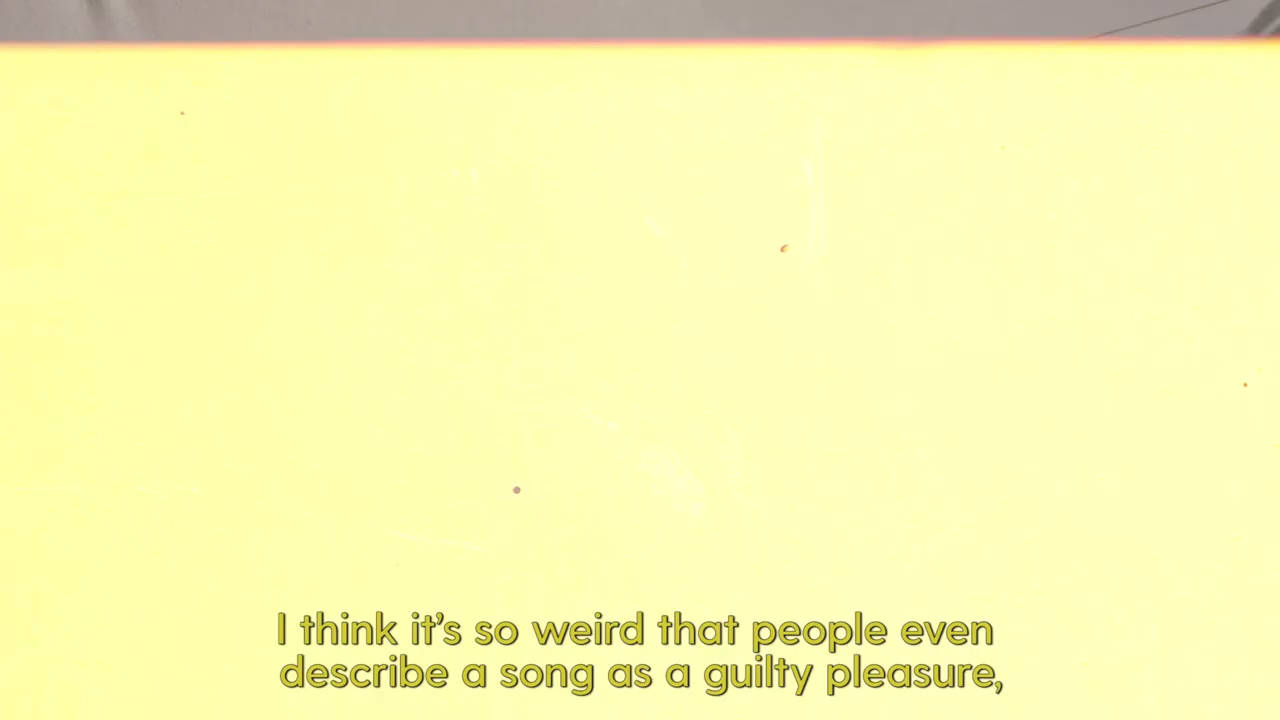 I think it's so weird that people even
describe a song as a guilty pleasure,